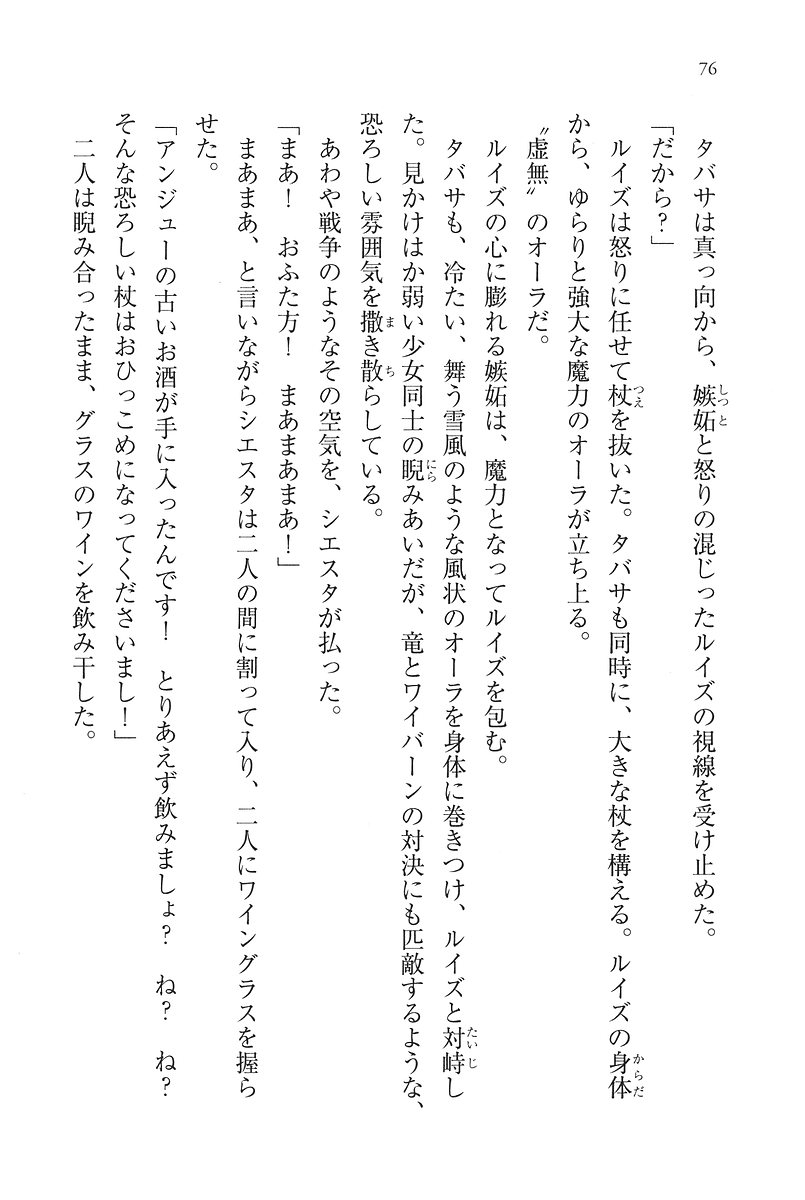 76
　タバサは真っ向から、嫉妬と怒りの混じったルイズの視線を受け止めた。
「だから？」
　ルイズは怒りに任せて杖を抜いた。タバサも同時に、大きな杖を構える。ルイズの身体
から、ゆらりと強大な魔力のオーラが立ち上る。
　〝虚無〟のオーラだ。
　ルイズの心に膨れる嫉妬は、魔力となってルイズを包む。
　タバサも、冷たい、舞う雪風のような風状のオーラを身体に巻きつけ、ルイズと対峙し
た。見かけはか弱い少女同士の睨みあいだが、竜とワイバーンの対決にも匹敵するような、
恐ろしい雰囲気を撒き散らしている。
　あわや戦争のようなその空気を、シエスタが払った。
「まあ！　おふた方！　まあまあまあ！」
　まあまあ、と言いながらシエスタは二人の間に割って入り、二人にワイングラスを握ら
せた。
「アンジューの古いお酒が手に入ったんです！　とりあえず飲みましょ？　ね？　ね？
そんな恐ろしい杖はおひっこめになってくださいまし！」
　二人は睨み合ったまま、グラスのワインを飲み干した。